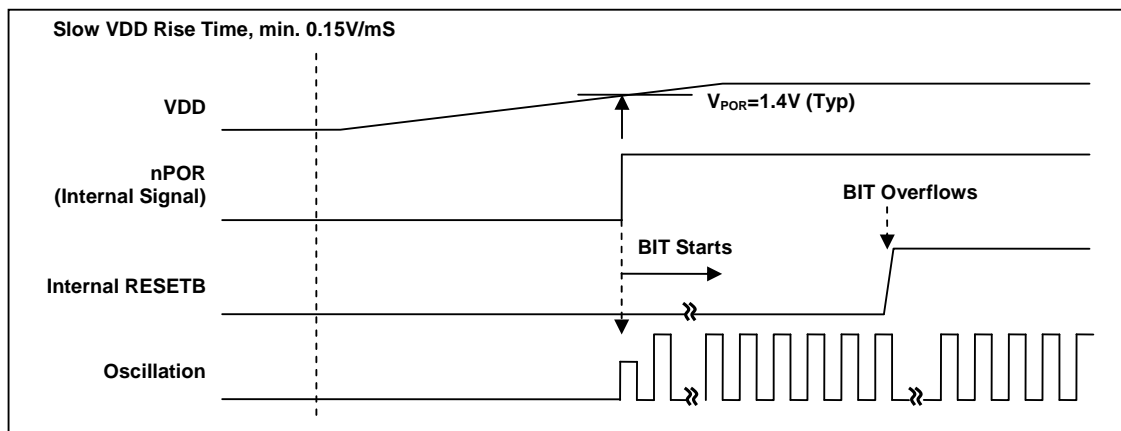 Slow VDD Rise Time, min. 0.15V/mS
VDD
VPOR=1.4V (Typ)
nPOR
(Internal Signal)
BIT Overflows
BIT Starts
Internal RESETB
Oscillation